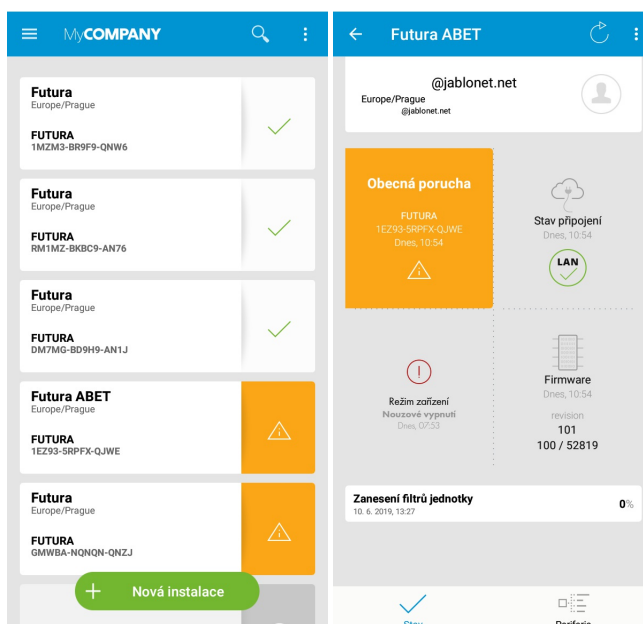 MyCOMPANY
Futura
Europe/Prague
FUTURA
1MZM3-BR9F9-QNW6
Futura
Europe/Prague
FUTURA
RM1MZ-BKBC9-AN76
Futura
Europe/Prague
FUTURA
DM7MG-BD9H9-AN1J
Futura ABET
Europe/Prague
FUTURA
1EZ93-5RPFX-QJWE
Futura
Europe/Prague
FUTURA
GMWBA-NQNQN-QNZJ
+ Nová instalace
Futura ABET
@jablonet.net
Europe/Prague
@jablonet.net
Obecná porucha
FUTURA
1EZ93-5RPFX-QJWE
Dnes, 10:54
Stav připojení
Dnes, 10:54
LAN
Režim zařízení
Nouzové vypnutí
Dnes, 07:53
Firmware
Dnes, 10:54
revision
101
100 / 52819
Zanesení filtrů jednotky 0%
10. 6. 2019, 13:27
Stav
Periferie